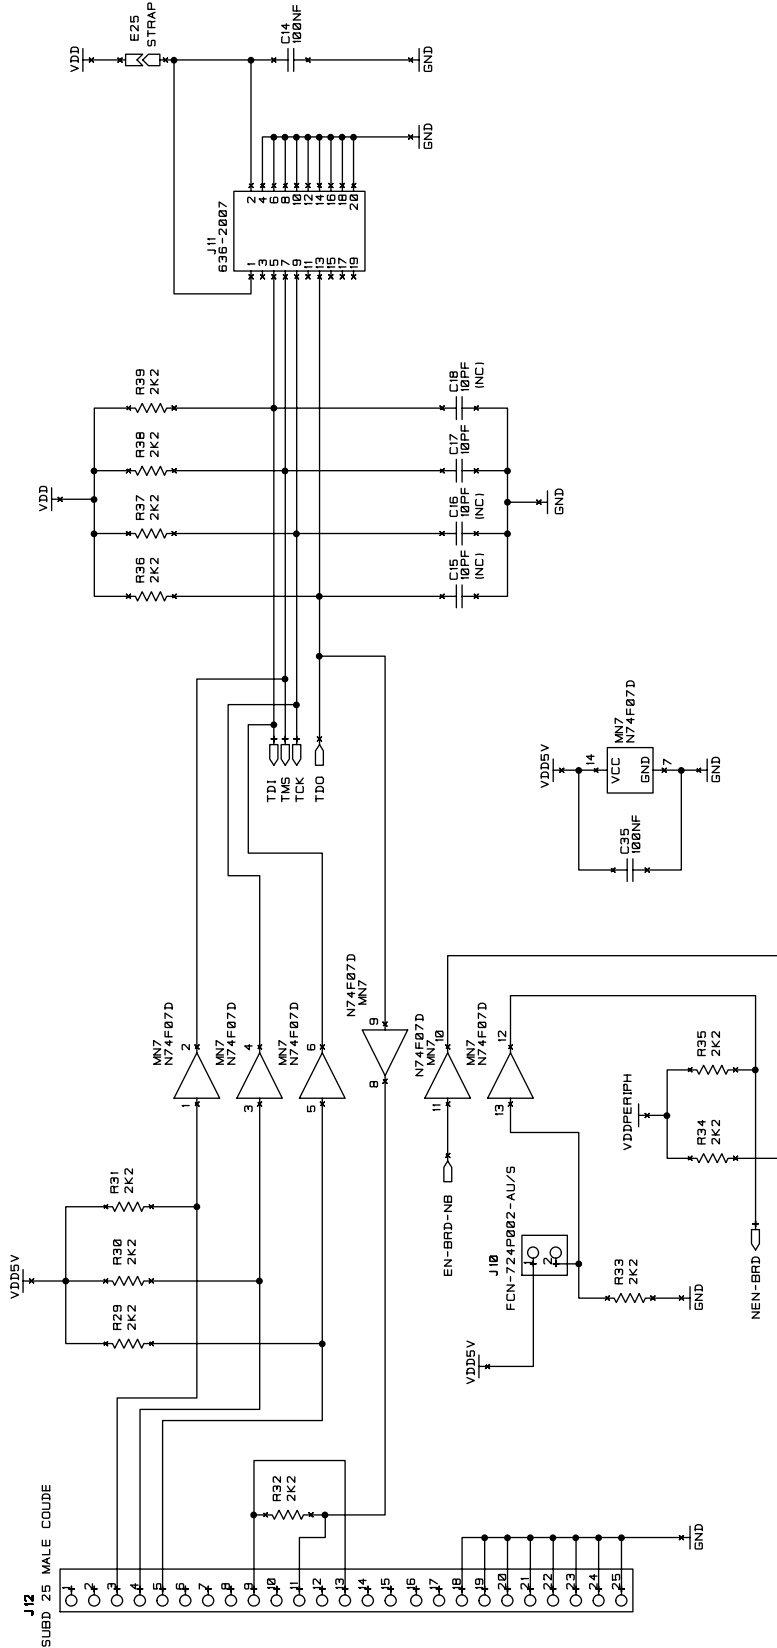 E25
STRAP
VDD
C14
100NF
GND
GND
J11
636-2007
1
3
5
7
9
11
13
15
17
19
2
4
6
8
10
12
14
16
18
20
VDD
R39
2K2
R38
2K2
R37
2K2
R36
2K2
C18
10PF
(NC)
C17
10PF
(NC)
C16
10PF
(NC)
C15
10PF
(NC)
GND
TDI
TMS
TCK
TDO
VDD5V
14
MN7
N74F07D
VCC
GND
7
GND
C35
100NF
MN7
N74F07D
1
2
MN7
N74F07D
3
4
MN7
N74F07D
5
6
N74F07D
MN7
9
8
N74F07D
MN7
10
11
MN7
N74F07D
12
13
VDDPERIPH
R35
2K2
R34
2K2
EN-BRD-NB
NEN-BRD
VDD5V
R31
2K2
R30
2K2
R29
2K2
J10
FCN-724P002-AU/S
1
2
VDD5V
R33
2K2
GND
R32
2K2
J12
SUBD 25 MALE COUDE
1
2
3
4
5
6
7
8
9
10
11
12
13
14
15
16
17
18
19
20
21
22
23
24
25
GND